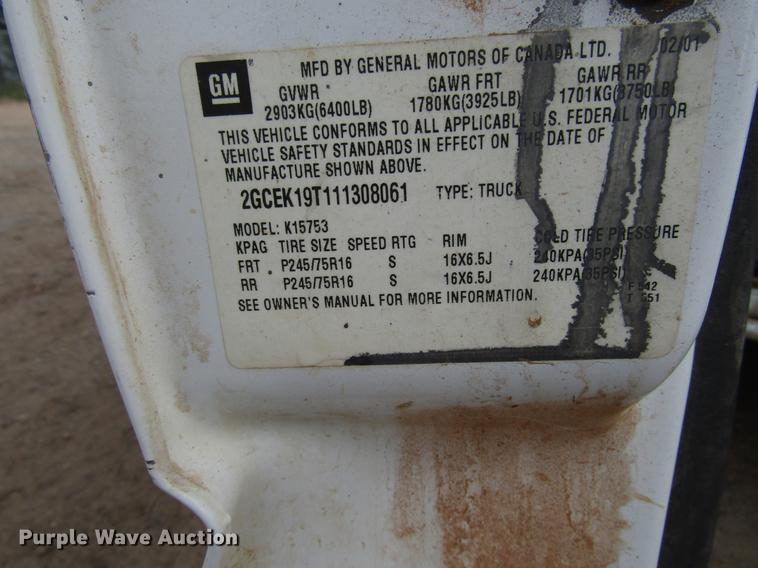 GM
MFD BY GENERAL MOTORS OF CANADA LTD. 02/01
GVWR GAWR FRT GAWR RR
2903KG(6400LB) 1780KG(3925LB) 1701KG(3750LB)
THIS VEHICLE CONFORMS TO ALL APPLICABLE U.S. FEDERAL MOTOR
VEHICLE SAFETY STANDARDS IN EFFECT ON THE DATE OF
MANUFACTURE SHOWN ABOVE.
2GCEK19T111308061 TYPE: TRUCK
MODEL: K15753
KPAG TIRE SIZE SPEED RTG RIM COLD TIRE PRESSURE
FRT P245/75R16 S 16X6.5J 240KPA(35PSI)
RR P245/75R16 S 16X6.5J 240KPA(35PSI)
SEE OWNER'S MANUAL FOR MORE INFORMATION.
Purple Wave Auction